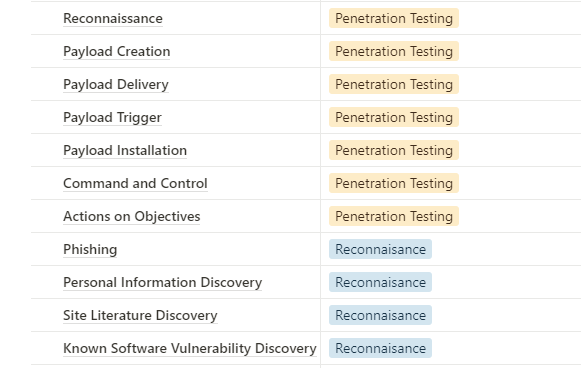 Reconnaissance Penetration Testing
Payload Creation Penetration Testing
Payload Delivery Penetration Testing
Payload Trigger Penetration Testing
Payload Installation Penetration Testing
Command and Control Penetration Testing
Actions on Objectives Penetration Testing
Phishing Reconnaisance
Personal Information Discovery Reconnaisance
Site Literature Discovery Reconnaisance
Known Software Vulnerability Discovery Reconnaisance